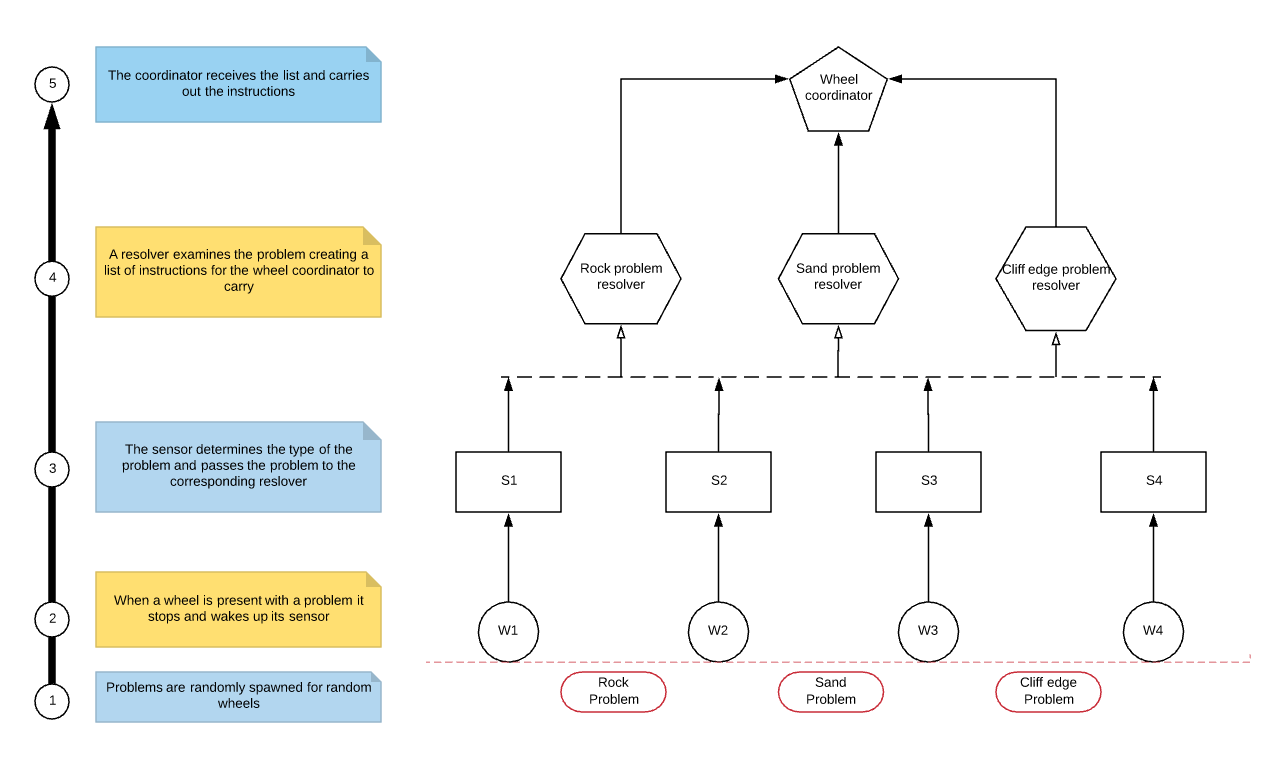 5
The coordinator receives the list and carries
out the instructions
Wheel
coordinator
4
A resolver examines the problem creating a
list of instructions for the wheel coordinator to
carry
Rock problem
resolver
Sand problem
resolver
Cliff edge problem
resolver
3
The sensor determines the type of the
problem and passes the problem to the
corresponding reslover
S1
S2
S3
S4
2
When a wheel is present with a problem it
stops and wakes up its sensor
W1
W2
W3
W4
1
Problems are randomly spawned for random
wheels
Rock
Problem
Sand
Problem
Cliff edge
Problem